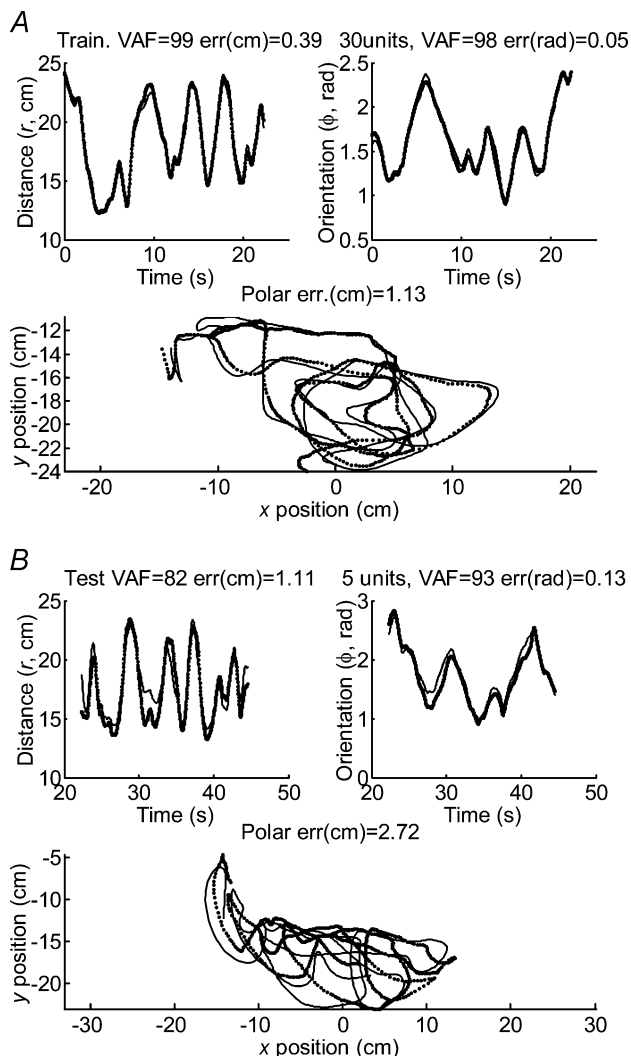 A
Train. VAF=99 err(cm)=0.39
30units, VAF=98 err(rad)=0.05
Distance (r, cm)
25
20
15
10
0
10
20
Time (s)
Orientation (ϕ, rad)
2.5
2
1.5
1
0.5
0
10
20
Time (s)
Polar err.(cm)=1.13
y position (cm)
-12
-14
-16
-18
-20
-22
-24
-20
-10
0
10
20
x position (cm)
B
Test VAF=82 err(cm)=1.11
5 units, VAF=93 err(rad)=0.13
Distance (r, cm)
25
20
15
10
20
30
40
50
Time (s)
Orientation (ϕ, rad)
3
2
1
0
20
30
40
50
Time (s)
Polar err(cm)=2.72
y position (cm)
-5
-10
-15
-20
-30
-20
-10
0
10
20
30
x position (cm)